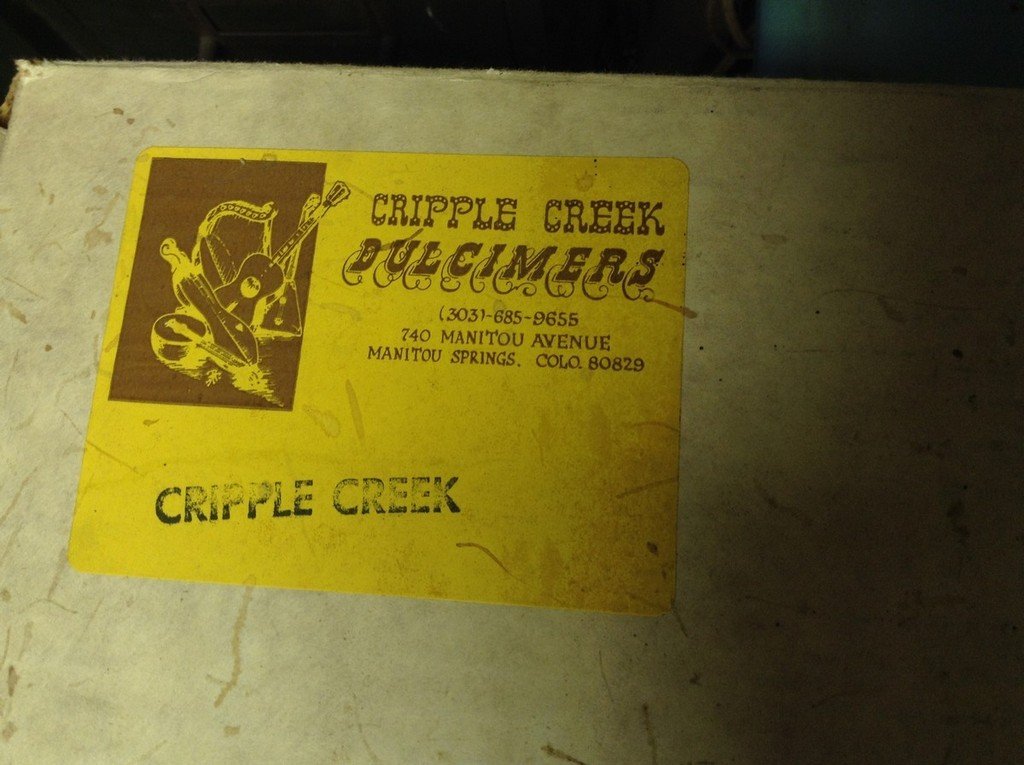 CRIPPLE CREEK
DULCIMERS
(303)-685-9655
740 MANITOU AVENUE
MANITOU SPRINGS. COLO. 80829
CRIPPLE CREEK